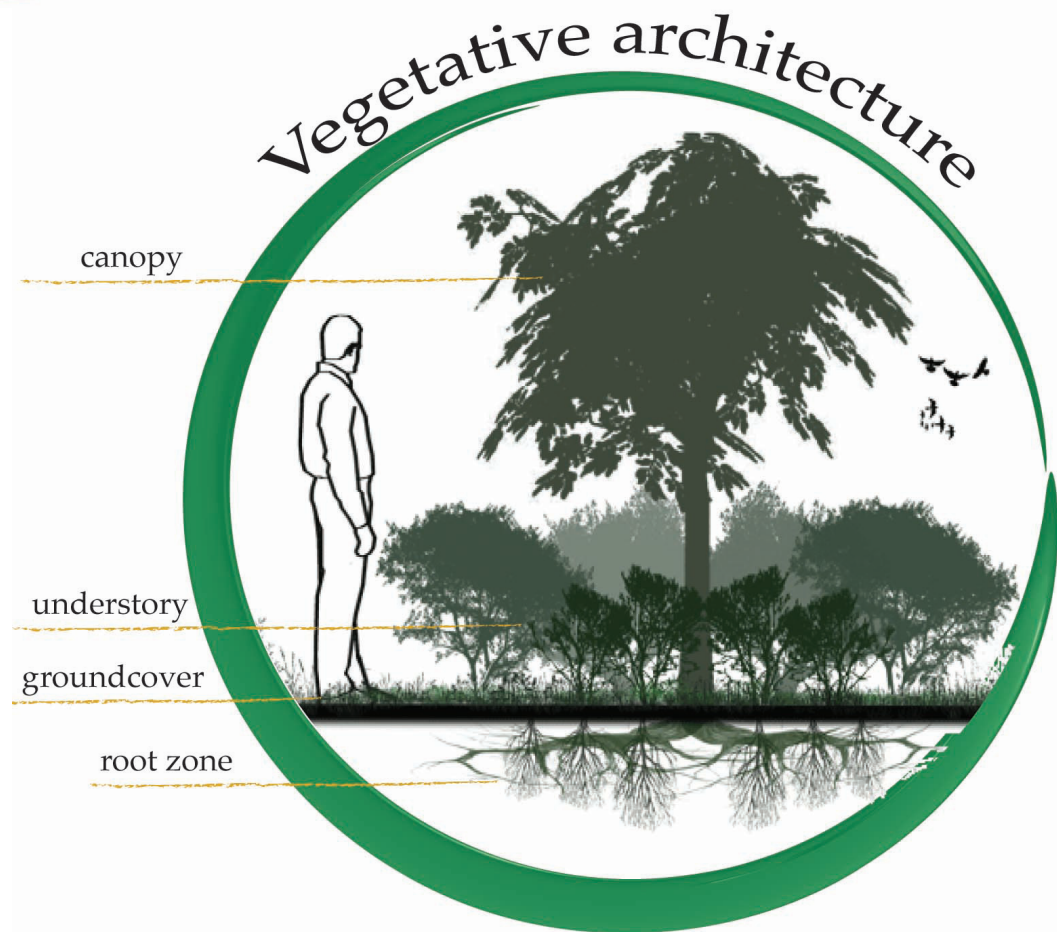 Vegetative architecture
canopy
understory
groundcover
root zone